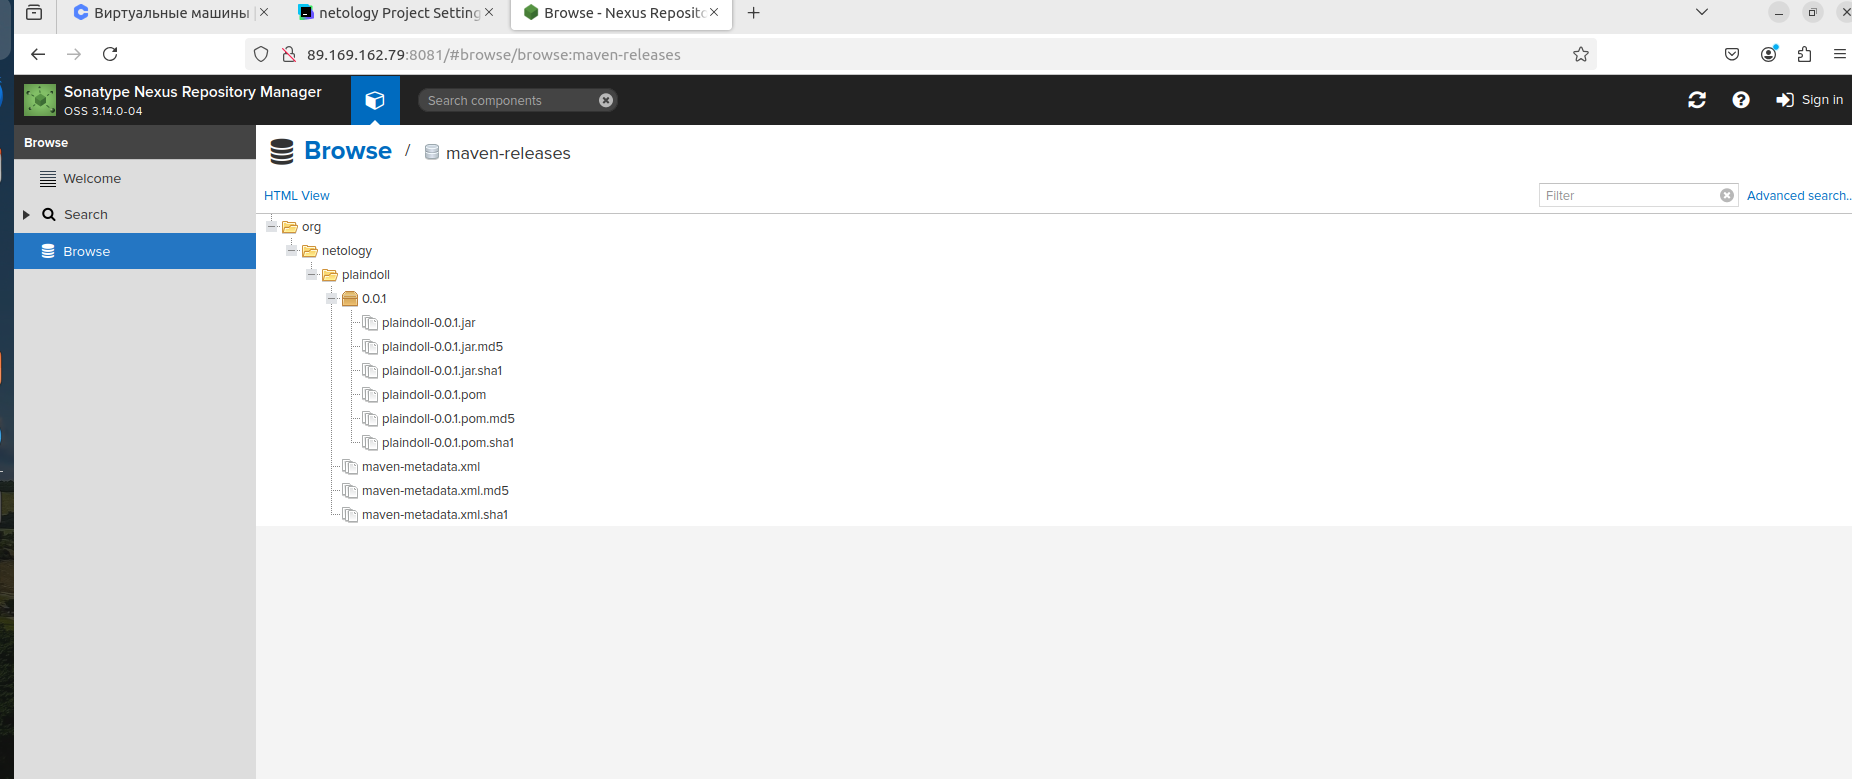 Виртуальные машины
netology Project Setting
Browse - Nexus Reposito
89.169.162.79:8081/#browse/browse:maven-releases
Sonatype Nexus Repository Manager
OSS 3.14.0-04
Search components
Sign in
Browse
Welcome
Search
Browse
Browse / maven-releases
HTML View
Filter
Advanced search..
org
netology
plaindoll
0.0.1
plaindoll-0.0.1.jar
plaindoll-0.0.1.jar.md5
plaindoll-0.0.1.jar.sha1
plaindoll-0.0.1.pom
plaindoll-0.0.1.pom.md5
plaindoll-0.0.1.pom.sha1
maven-metadata.xml
maven-metadata.xml.md5
maven-metadata.xml.sha1